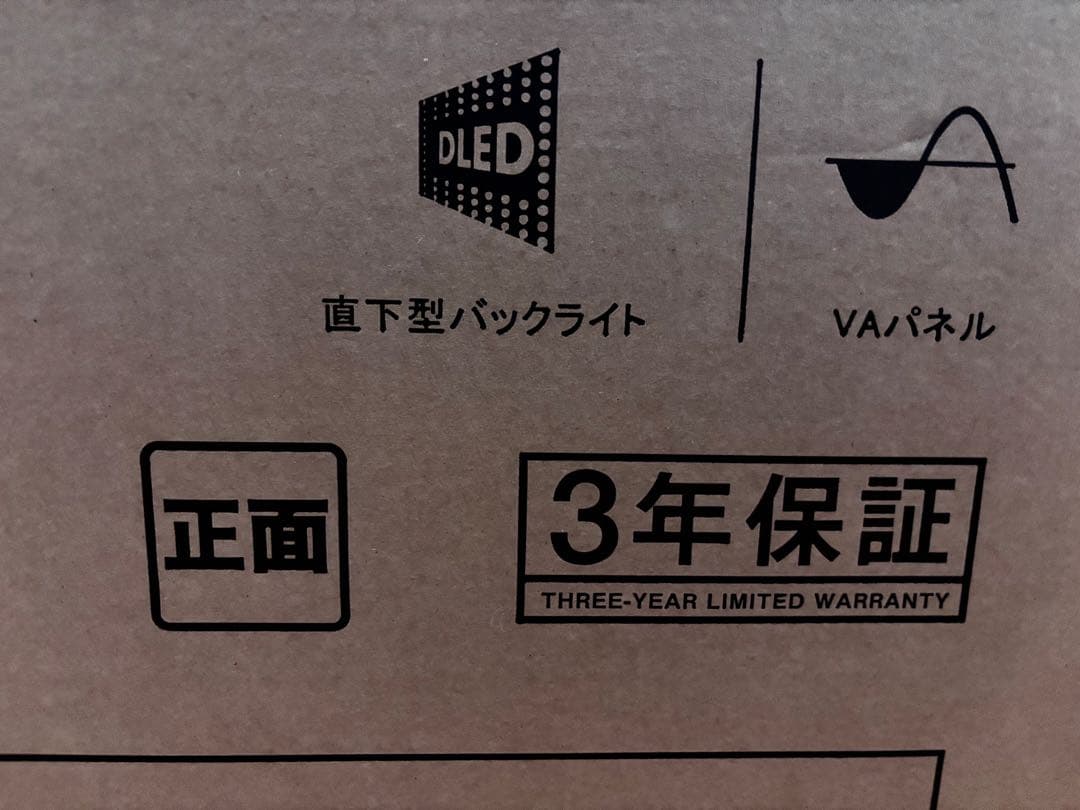 DLED
直下型バックライト
VAパネル
正面
3年保証
THREE-YEAR LIMITED WARRANTY